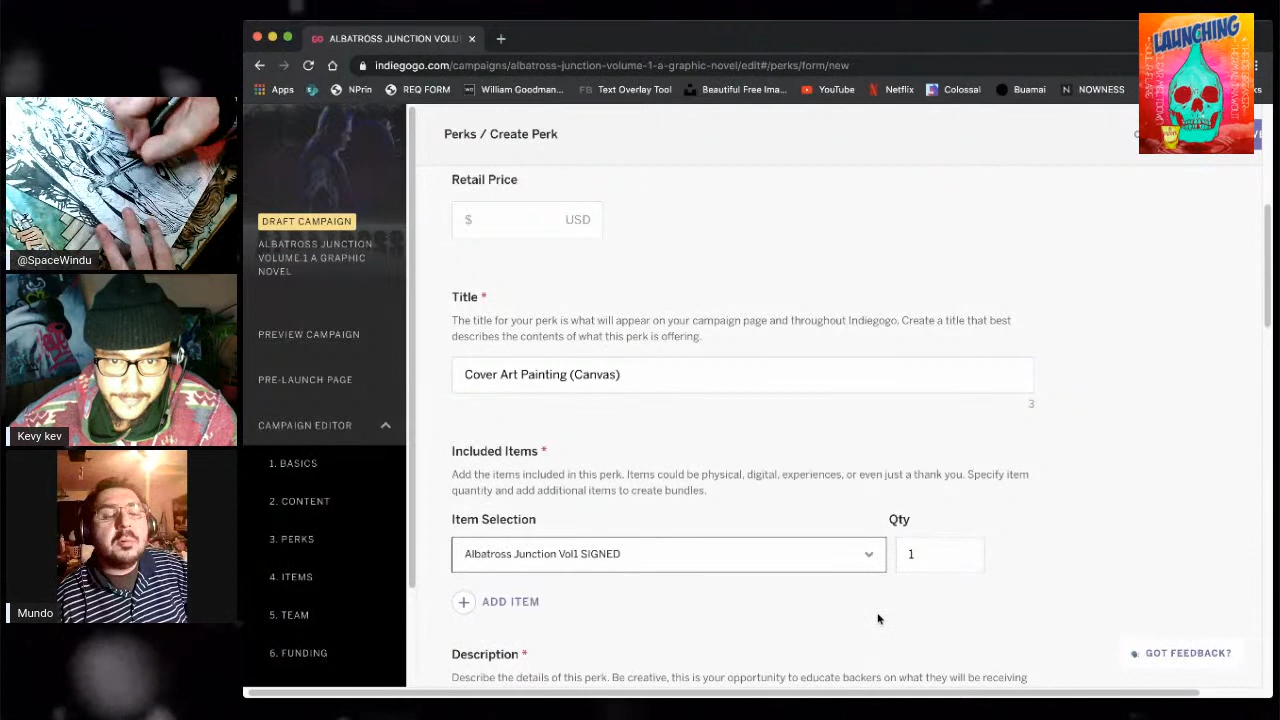 ALBATROSS JUNCTION VOLU
indiegogo.com/campaigns/albatross-junction-volume-1-a-graphic-novel/edit#/perks/form/new
Apps
NPrin
REQ FORM
William Goodman...
FB Text Overlay Tool
Beautiful Free Ima...
YouTube
Netflix
Colossal
Buamai
N NOWNESS
LAUNCHING
Perks / Create Perk
Retail Price
$ USD
DRAFT CAMPAIGN
ALBATROSS JUNCTION
VOLUME.1 A GRAPHIC
NOVEL
PREVIEW CAMPAIGN
PRE-LAUNCH PAGE
CAMPAIGN EDITOR
1. BASICS
2. CONTENT
3. PERKS
4. ITEMS
5. TEAM
6. FUNDING
Title *
The title for your perk is what will appear on your campaign page and throughout Indiegogo. Create a title that best
describes the contents of what this perk is offering.
Cover Art Painting (Canvas)
3
Included Items *
Add the items included in this perk. Items could be physical, digital, experiences, or even just a thank you. Specify item
quantity and add additional items to create bundles.
Item Selection
Qty
Albatross Junction Vol1 SIGNED
1
ADD ITEM
Description *
Describe the details of this perk. Be creative, this is your opportunity to educate backers on what they will be receiving
GOT FEEDBACK?
@SpaceWindu
Kevy kev
Mundo